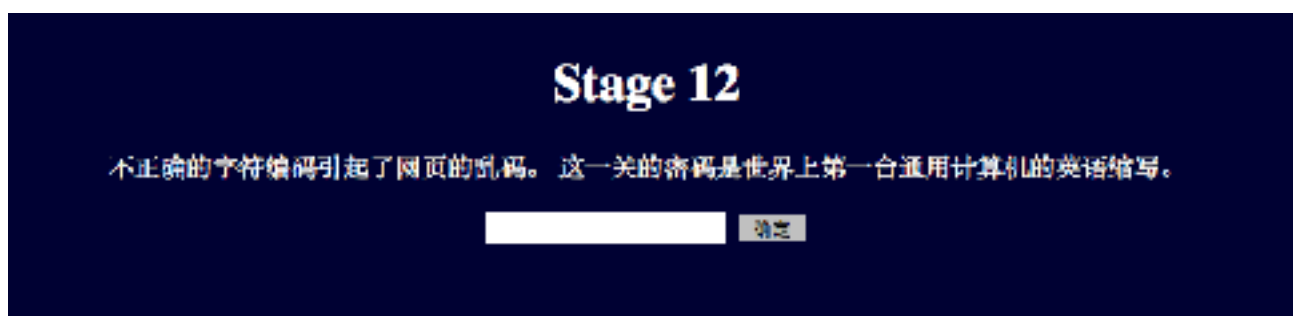 Stage 12
不正确的字符编码引起了网页的乱码。 这一关的密码是世界上第一台通用计算机的英语缩写。
确定